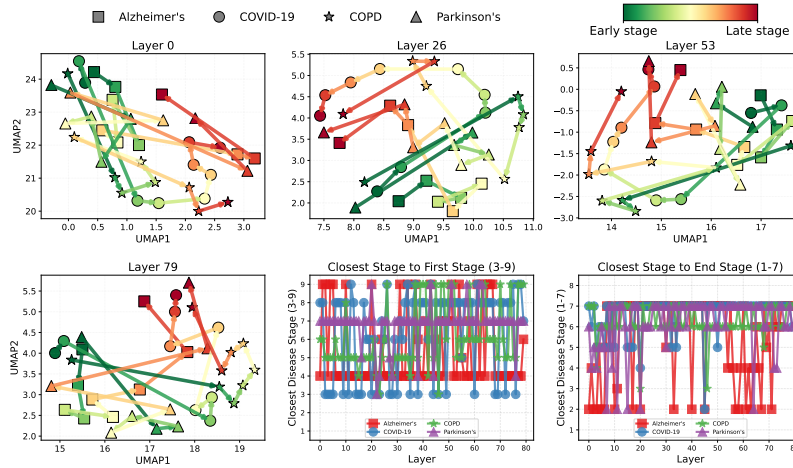 Alzheimer's COVID-19 COPD Parkinson's
Early stage Late stage
Layer 0
UMAP2
24
23
22
21
20
0.0 0.5 1.0 1.5 2.0 2.5 3.0
UMAP1
Layer 26
5.5
5.0
4.5
4.0
3.5
3.0
2.5
2.0
7.5 8.0 8.5 9.0 9.5 10.0 10.5 11.0
UMAP1
Layer 53
0.5
0.0
−0.5
−1.0
−1.5
−2.0
−2.5
−3.0
14 15 16 17
UMAP1
Layer 79
UMAP2
5.5
5.0
4.5
4.0
3.5
3.0
2.5
2.0
15 16 17 18 19
UMAP1
Closest Stage to First Stage (3-9)
Closest Disease Stage (3-9)
9
8
7
6
5
4
3
2
1
Alzheimer's COPD
COVID-19 Parkinson's
0 10 20 30 40 50 60 70 80
Layer
Closest Stage to End Stage (1-7)
Closest Disease Stage (1-7)
8
7
6
5
4
3
2
1
Alzheimer's COPD
COVID-19 Parkinson's
0 10 20 30 40 50 60 70 80
Layer